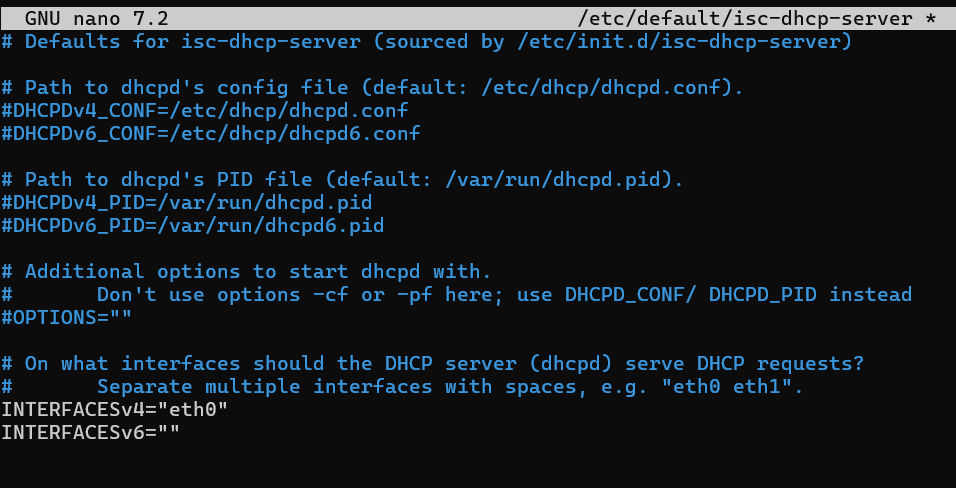 GNU nano 7.2 /etc/default/isc-dhcp-server *
# Defaults for isc-dhcp-server (sourced by /etc/init.d/isc-dhcp-server)
# Path to dhcpd's config file (default: /etc/dhcp/dhcpd.conf).
#DHCPDv4_CONF=/etc/dhcp/dhcpd.conf
#DHCPDv6_CONF=/etc/dhcp/dhcpd6.conf
# Path to dhcpd's PID file (default: /var/run/dhcpd.pid).
#DHCPDv4_PID=/var/run/dhcpd.pid
#DHCPDv6_PID=/var/run/dhcpd6.pid
# Additional options to start dhcpd with.
#       Don't use options -cf or -pf here; use DHCPD_CONF/ DHCPD_PID instead
#OPTIONS=""
# On what interfaces should the DHCP server (dhcpd) serve DHCP requests?
#       Separate multiple interfaces with spaces, e.g. "eth0 eth1".
INTERFACESv4="eth0"
INTERFACESv6=""